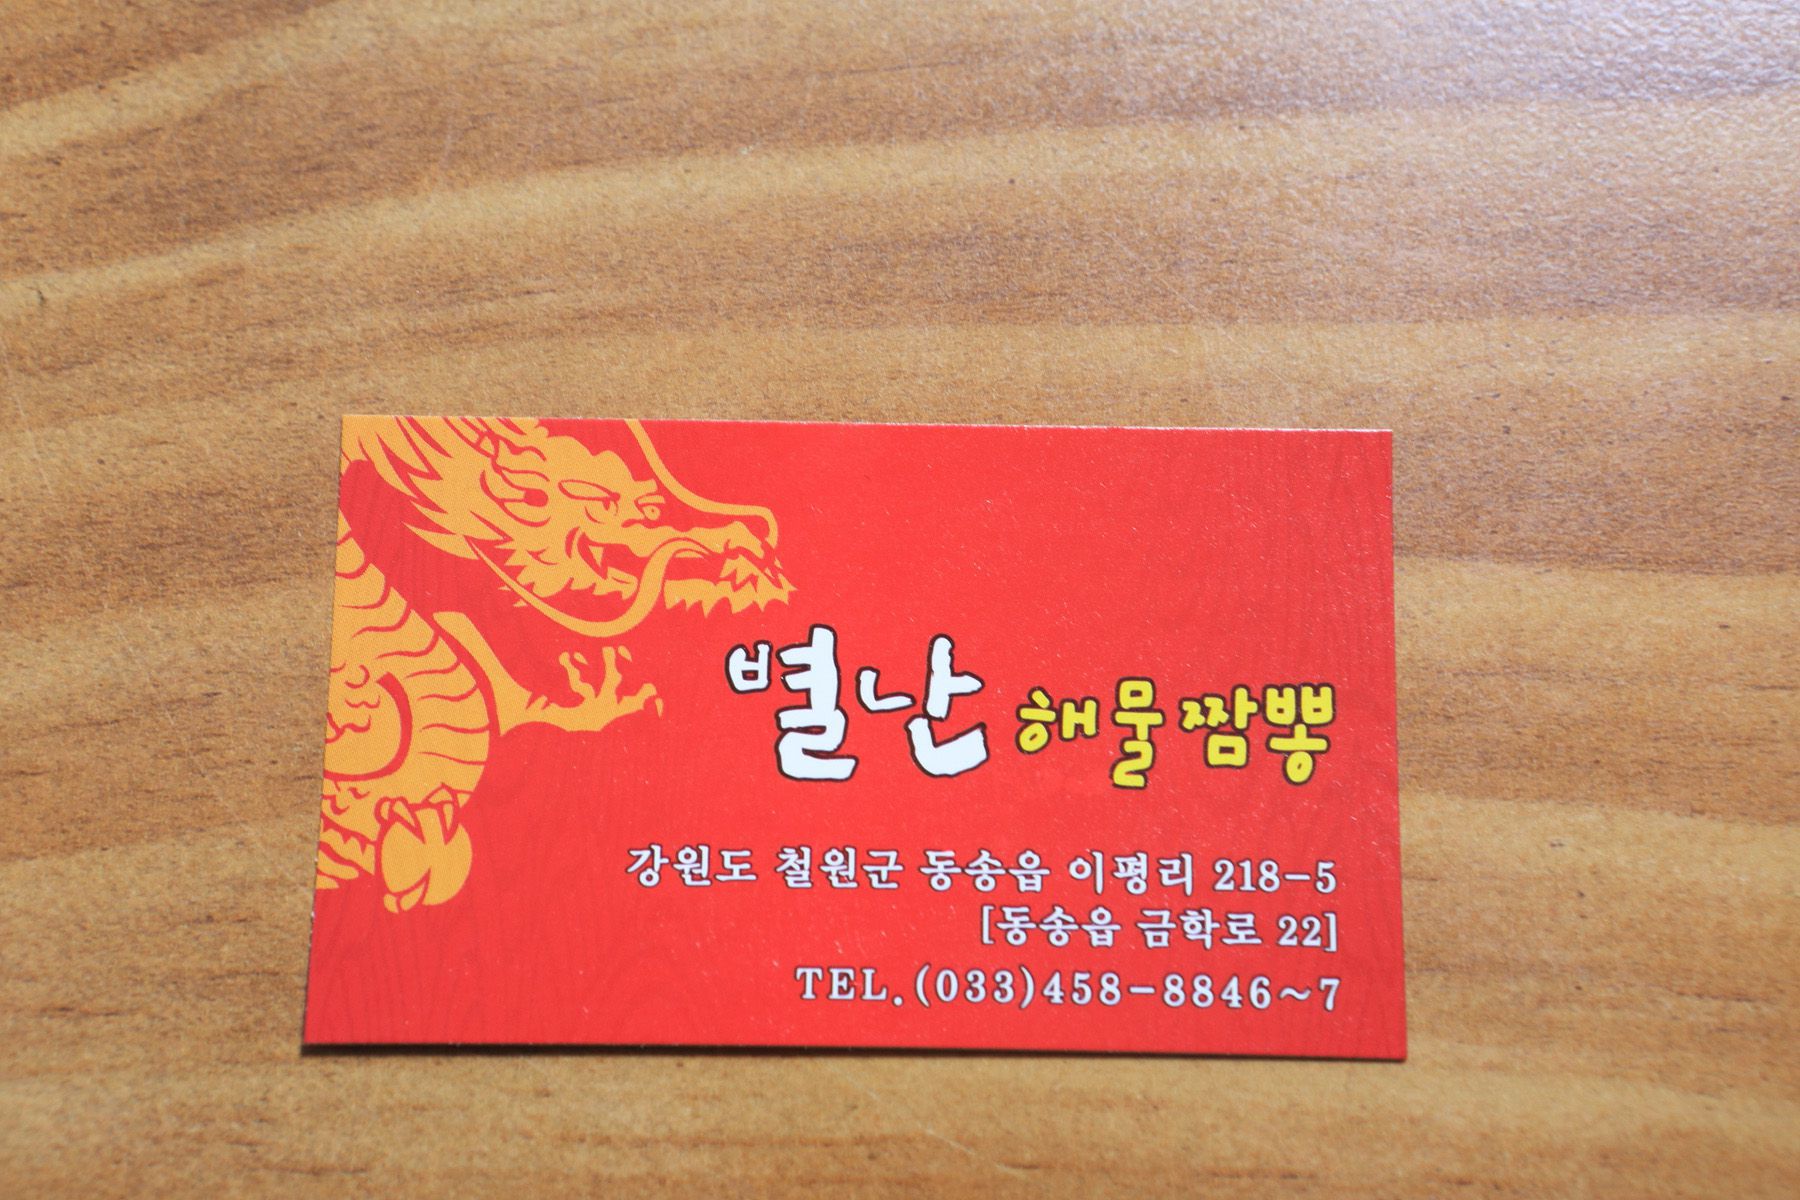 별난 해물짬뽕
강원도 철원군 동송읍 이평리 218-5
[동송읍 금학로 22]
TEL.(033)458-8846~7